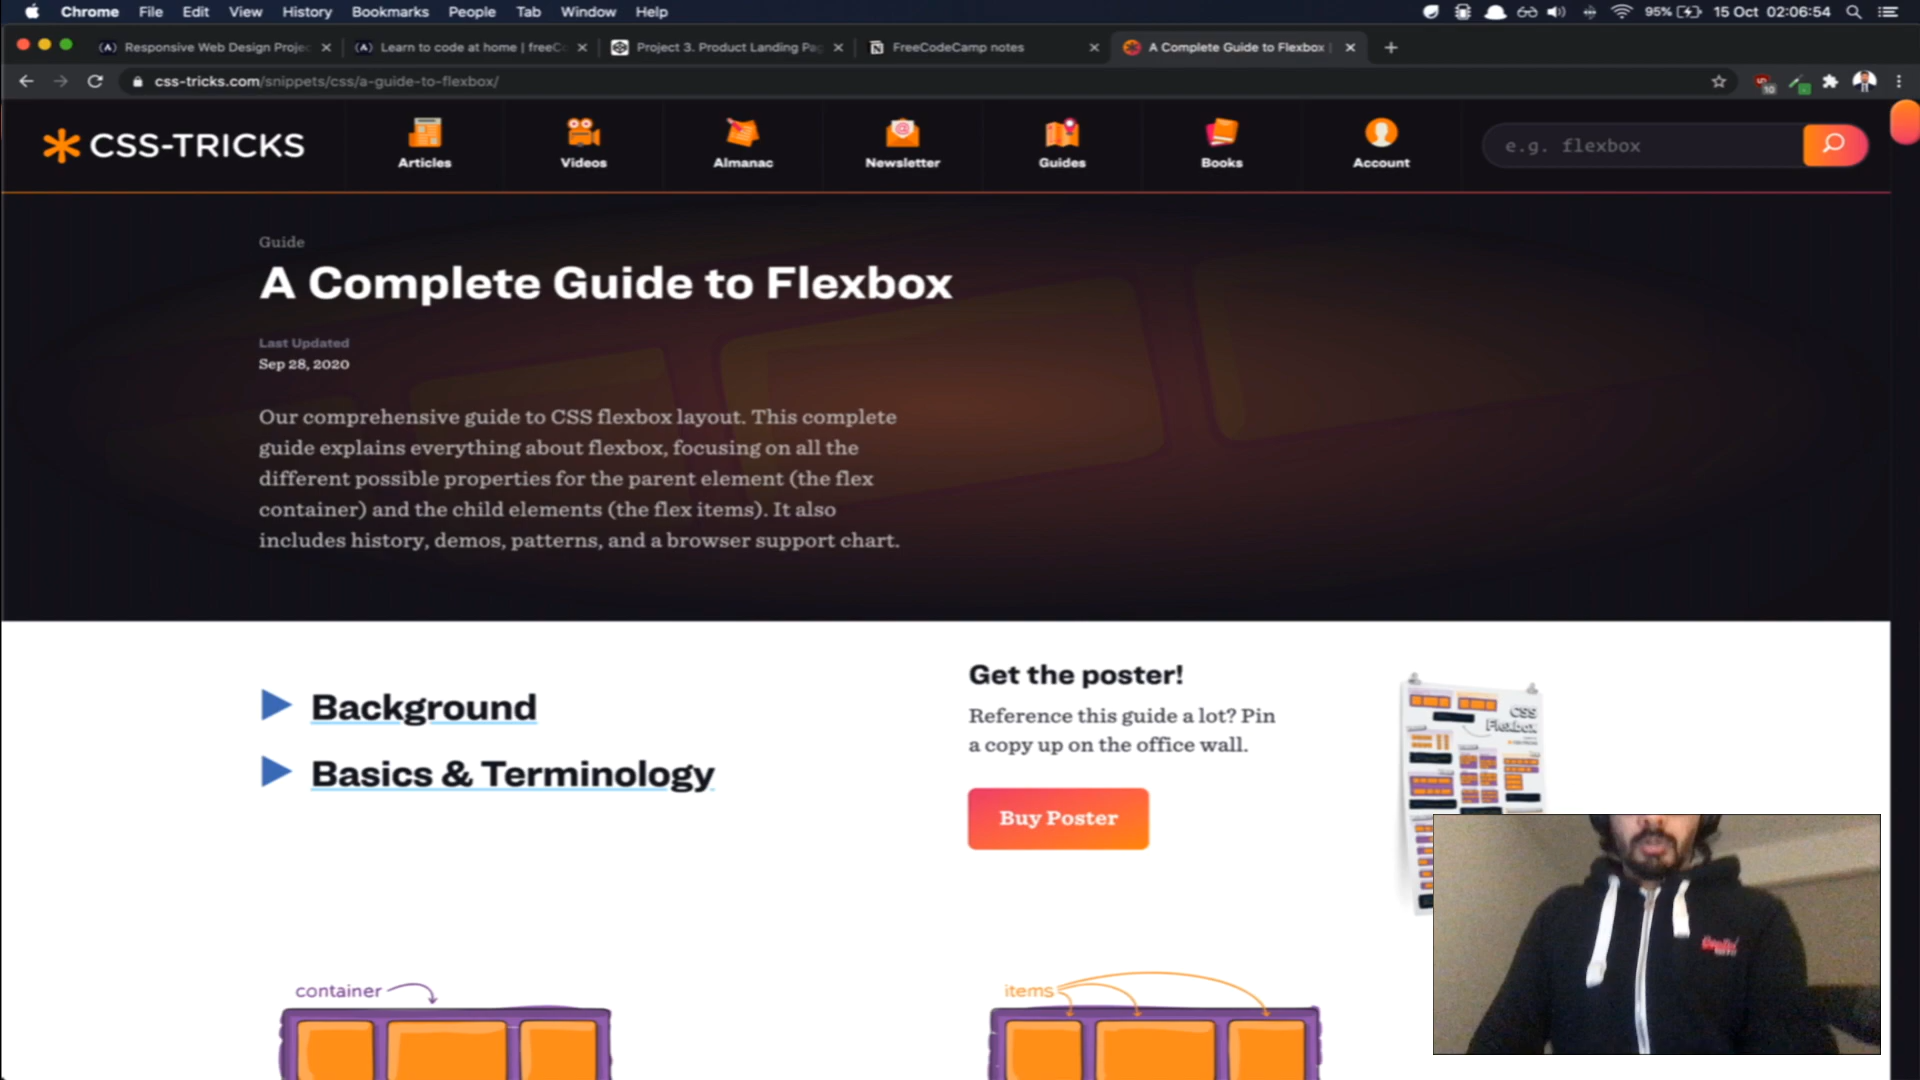 Chrome File Edit View History Bookmarks People Tab Window Help 95% 15 Oct 02:06:54
Responsive Web Design Projec Learn to code at home | freeC Project 3. Product Landing Pa FreeCodeCamp notes A Complete Guide to Flexbox |
css-tricks.com/snippets/css/a-guide-to-flexbox/ 10
CSS-TRICKS
Articles Videos Almanac Newsletter Guides Books Account
e.g. flexbox
Guide
A Complete Guide to Flexbox
Last Updated
Sep 28, 2020
Our comprehensive guide to CSS flexbox layout. This complete
guide explains everything about flexbox, focusing on all the
different possible properties for the parent element (the flex
container) and the child elements (the flex items). It also
includes history, demos, patterns, and a browser support chart.
Background
Basics & Terminology
Get the poster!
Reference this guide a lot? Pin
a copy up on the office wall.
Buy Poster
CSS
Flexbox
container
items